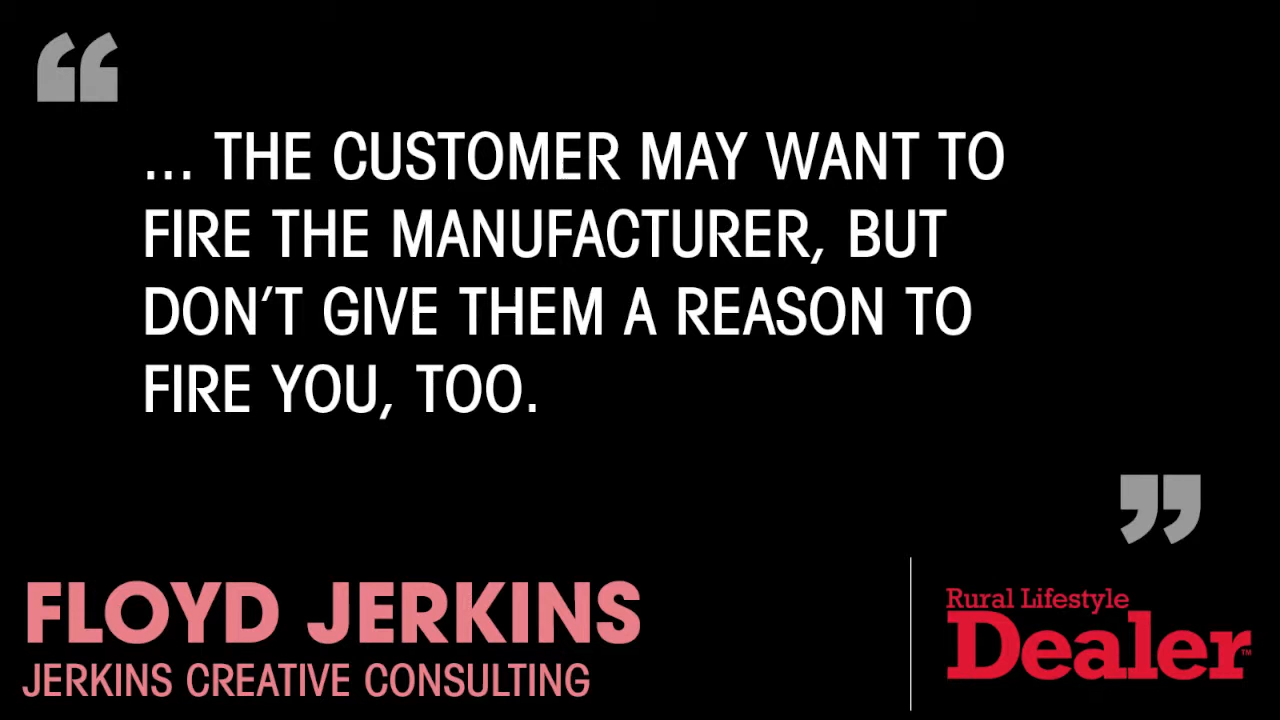 “
... THE CUSTOMER MAY WANT TO
FIRE THE MANUFACTURER, BUT
DON’T GIVE THEM A REASON TO
FIRE YOU, TOO.
”
FLOYD JERKINS
JERKINS CREATIVE CONSULTING
Rural Lifestyle
Dealer™